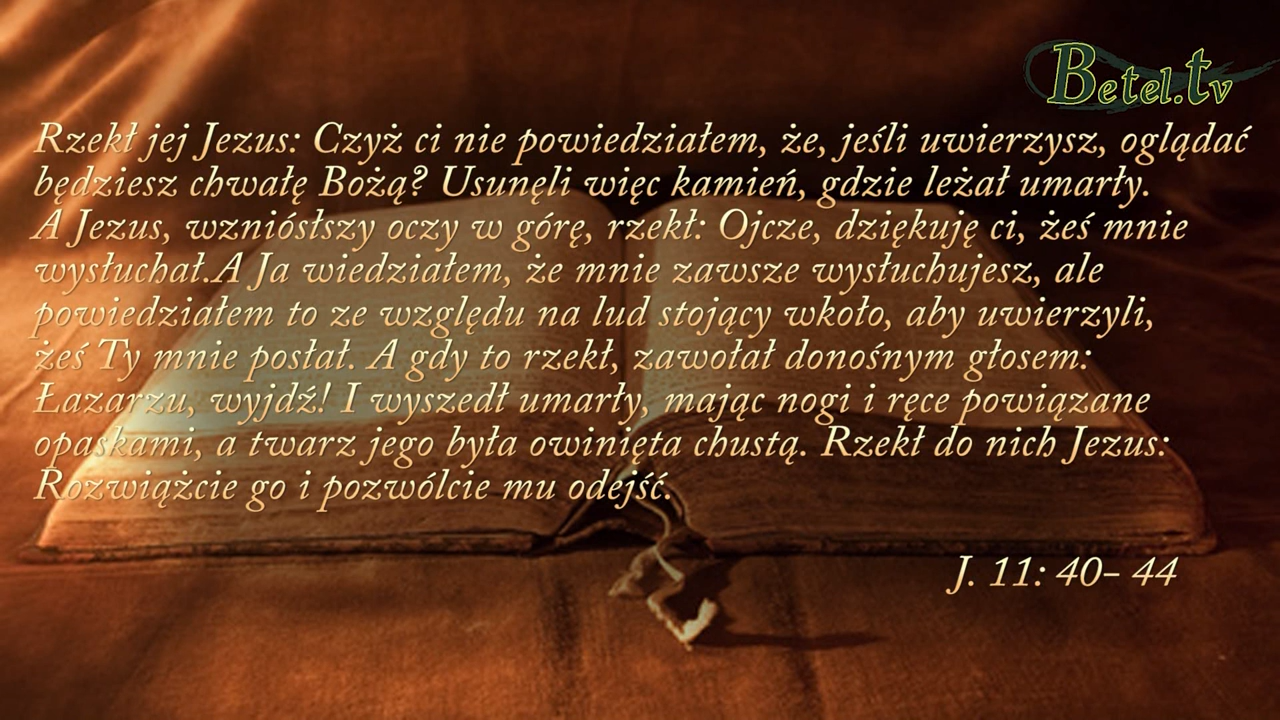 Betel.tv
Rzekł jej Jezus: Czyż ci nie powiedziałem, że, jeśli uwierzysz, oglądać
będziesz chwałę Bożą? Usunęli więc kamień, gdzie leżał umarły.
A Jezus, wzniósłszy oczy w górę, rzekł: Ojcze, dziękuję ci, żeś mnie
wysłuchał.A Ja wiedziałem, że mnie zawsze wysłuchujesz, ale
powiedziałem to ze względu na lud stojący wkoło, aby uwierzyli,
żeś Ty mnie posłał. A gdy to rzekł, zawołał donośnym głosem:
Łazarzu, wyjdź! I wyszedł umarły, mając nogi i ręce powiązane
opaskami, a twarz jego była owinięta chustą. Rzekł do nich Jezus:
Rozwiążcie go i pozwólcie mu odejść.
J. 11: 40- 44